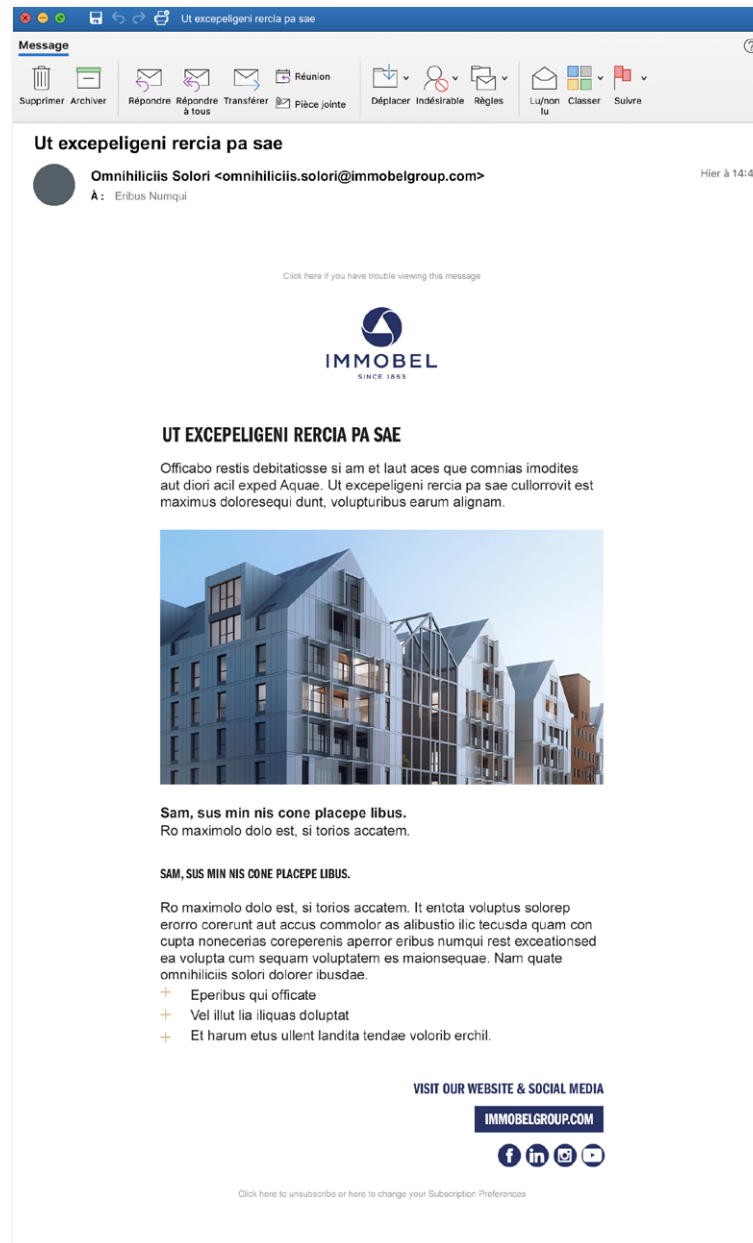 Ut excepeligeni rercia pa sae
Message
Supprimer Archiver Répondre Répondre à tous Transférer Réunion Pièce jointe Déplacer Indésirable Règles Lu/non lu Classer Suivre
Ut excepeligeni rercia pa sae
Omnihiliciis Solori <omnihiliciis.solori@immobelgroup.com>
Hier à 14:4
À : Eribus Numqui
Click here if you have trouble viewing this message
IMMOBEL
SINCE 1863
UT EXCEPELIGENI RERCIA PA SAE
Officabo restis debitatiosse si am et laut aces que comnias imodites
aut diori acil exped Aquae. Ut excepeligeni rercia pa sae cullorrovit est
maximus doloresequi dunt, volupturibus earum alignam.
Sam, sus min nis cone placepe libus.
Ro maximolo dolo est, si torios accatem.
SAM, SUS MIN NIS CONE PLACEPE LIBUS.
Ro maximolo dolo est, si torios accatem. It entota voluptus solorep
erorro corerunt aut accus commolor as alibustio ilic tecusda quam con
cupta nonecerias coreperenis aperror eribus numqui rest exceationsed
ea volupta cum sequam voluptatem es maionsequae. Nam quate
omnihiliciis solori dolorer ibusdae.
+ Eperibus qui officate
+ Vel illut lia iliquas doluptat
+ Et harum etus ullent landita tendae volorib erchil.
VISIT OUR WEBSITE & SOCIAL MEDIA
IMMOBELGROUP.COM
Click here to unsubscribe or here to change your Subscription Preferences